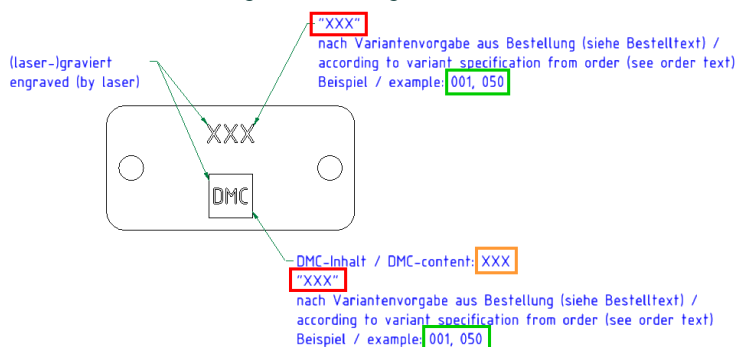 "XXX"
nach Variantenvorgabe aus Bestellung (siehe Bestelltext) /
according to variant specification from order (see order text)
Beispiel / example: 001, 050
(laser-)graviert
engraved (by laser)
XXX
DMC
DMC-Inhalt / DMC-content: XXX
"XXX"
nach Variantenvorgabe aus Bestellung (siehe Bestelltext) /
according to variant specification from order (see order text)
Beispiel / example: 001, 050